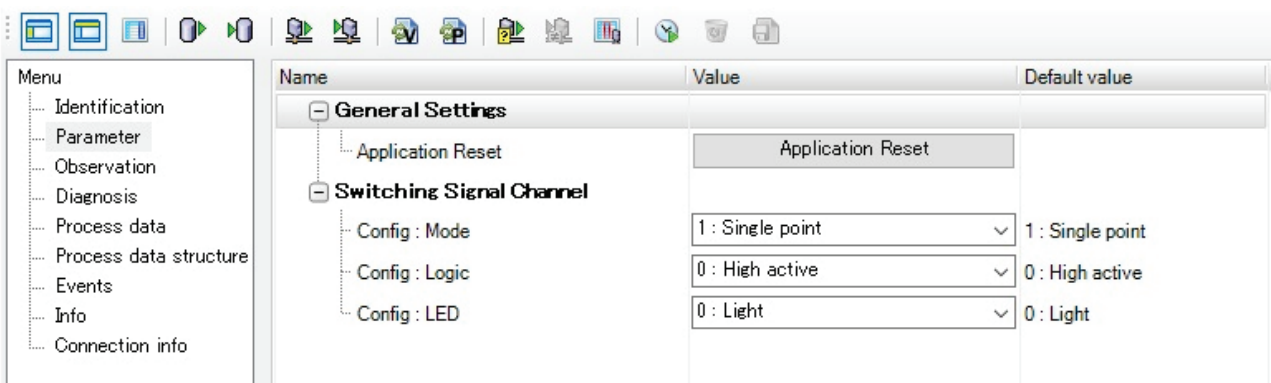 Menu
Identification
Parameter
Observation
Diagnosis
Process data
Process data structure
Events
Info
Connection info
Name Value Default value
General Settings
Application Reset Application Reset
Switching Signal Channel
Config : Mode 1 : Single point 1 : Single point
Config : Logic 0 : High active 0 : High active
Config : LED 0 : Light 0 : Light